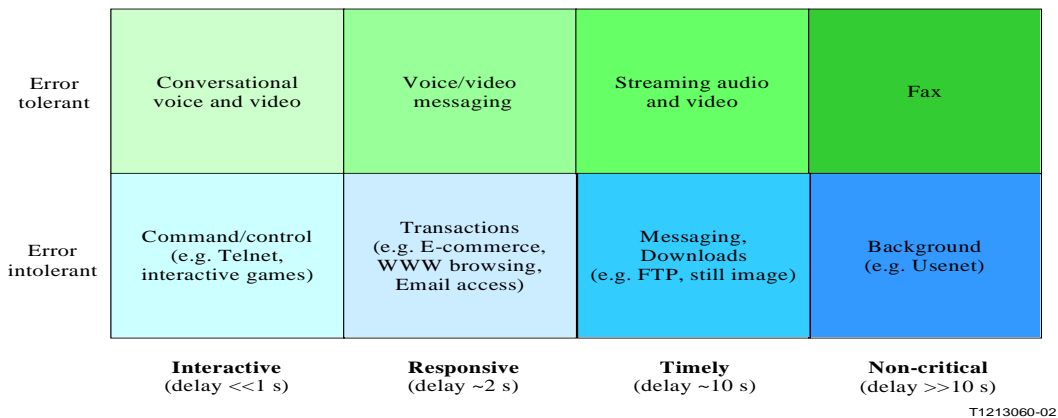 Error
tolerant
Conversational
voice and video
Voice/video
messaging
Streaming audio
and video
Fax
Error
intolerant
Command/control
(e.g. Telnet,
interactive games)
Transactions
(e.g. E-commerce,
WWW browsing,
Email access)
Messaging,
Downloads
(e.g. FTP, still image)
Background
(e.g. Usenet)
Interactive
(delay <<1 s)
Responsive
(delay ~2 s)
Timely
(delay ~10 s)
Non-critical
(delay >>10 s)
T1213060-02